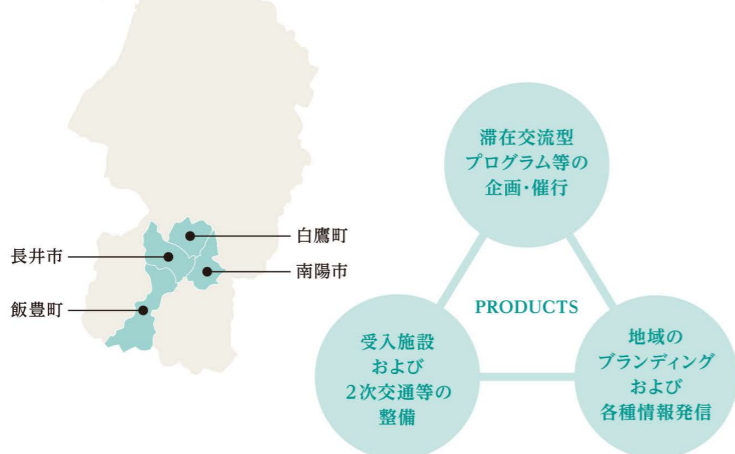 白鷹町
長井市
南陽市
飯豊町
滞在交流型
プログラム等の
企画・催行
PRODUCTS
受入施設
および
2次交通等の
整備
地域の
ブランディング
および
各種情報発信